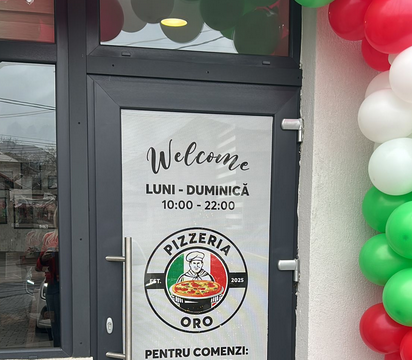 Welcome
LUNI - DUMINICĂ
10:00 - 22:00
PIZZERIA
EST. 2025
ORO
PENTRU COMENZI: